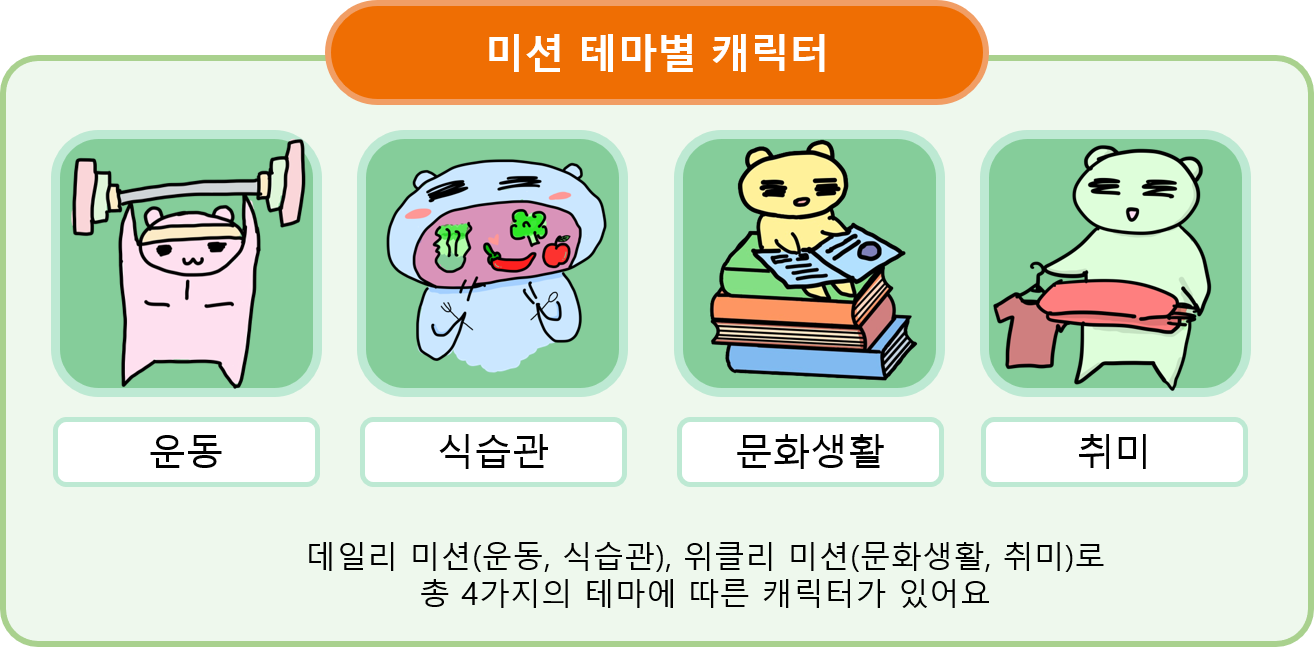 미션 테마별 캐릭터
운동
식습관
문화생활
취미
데일리 미션(운동, 식습관), 위클리 미션(문화생활, 취미)로
총 4가지의 테마에 따른 캐릭터가 있어요